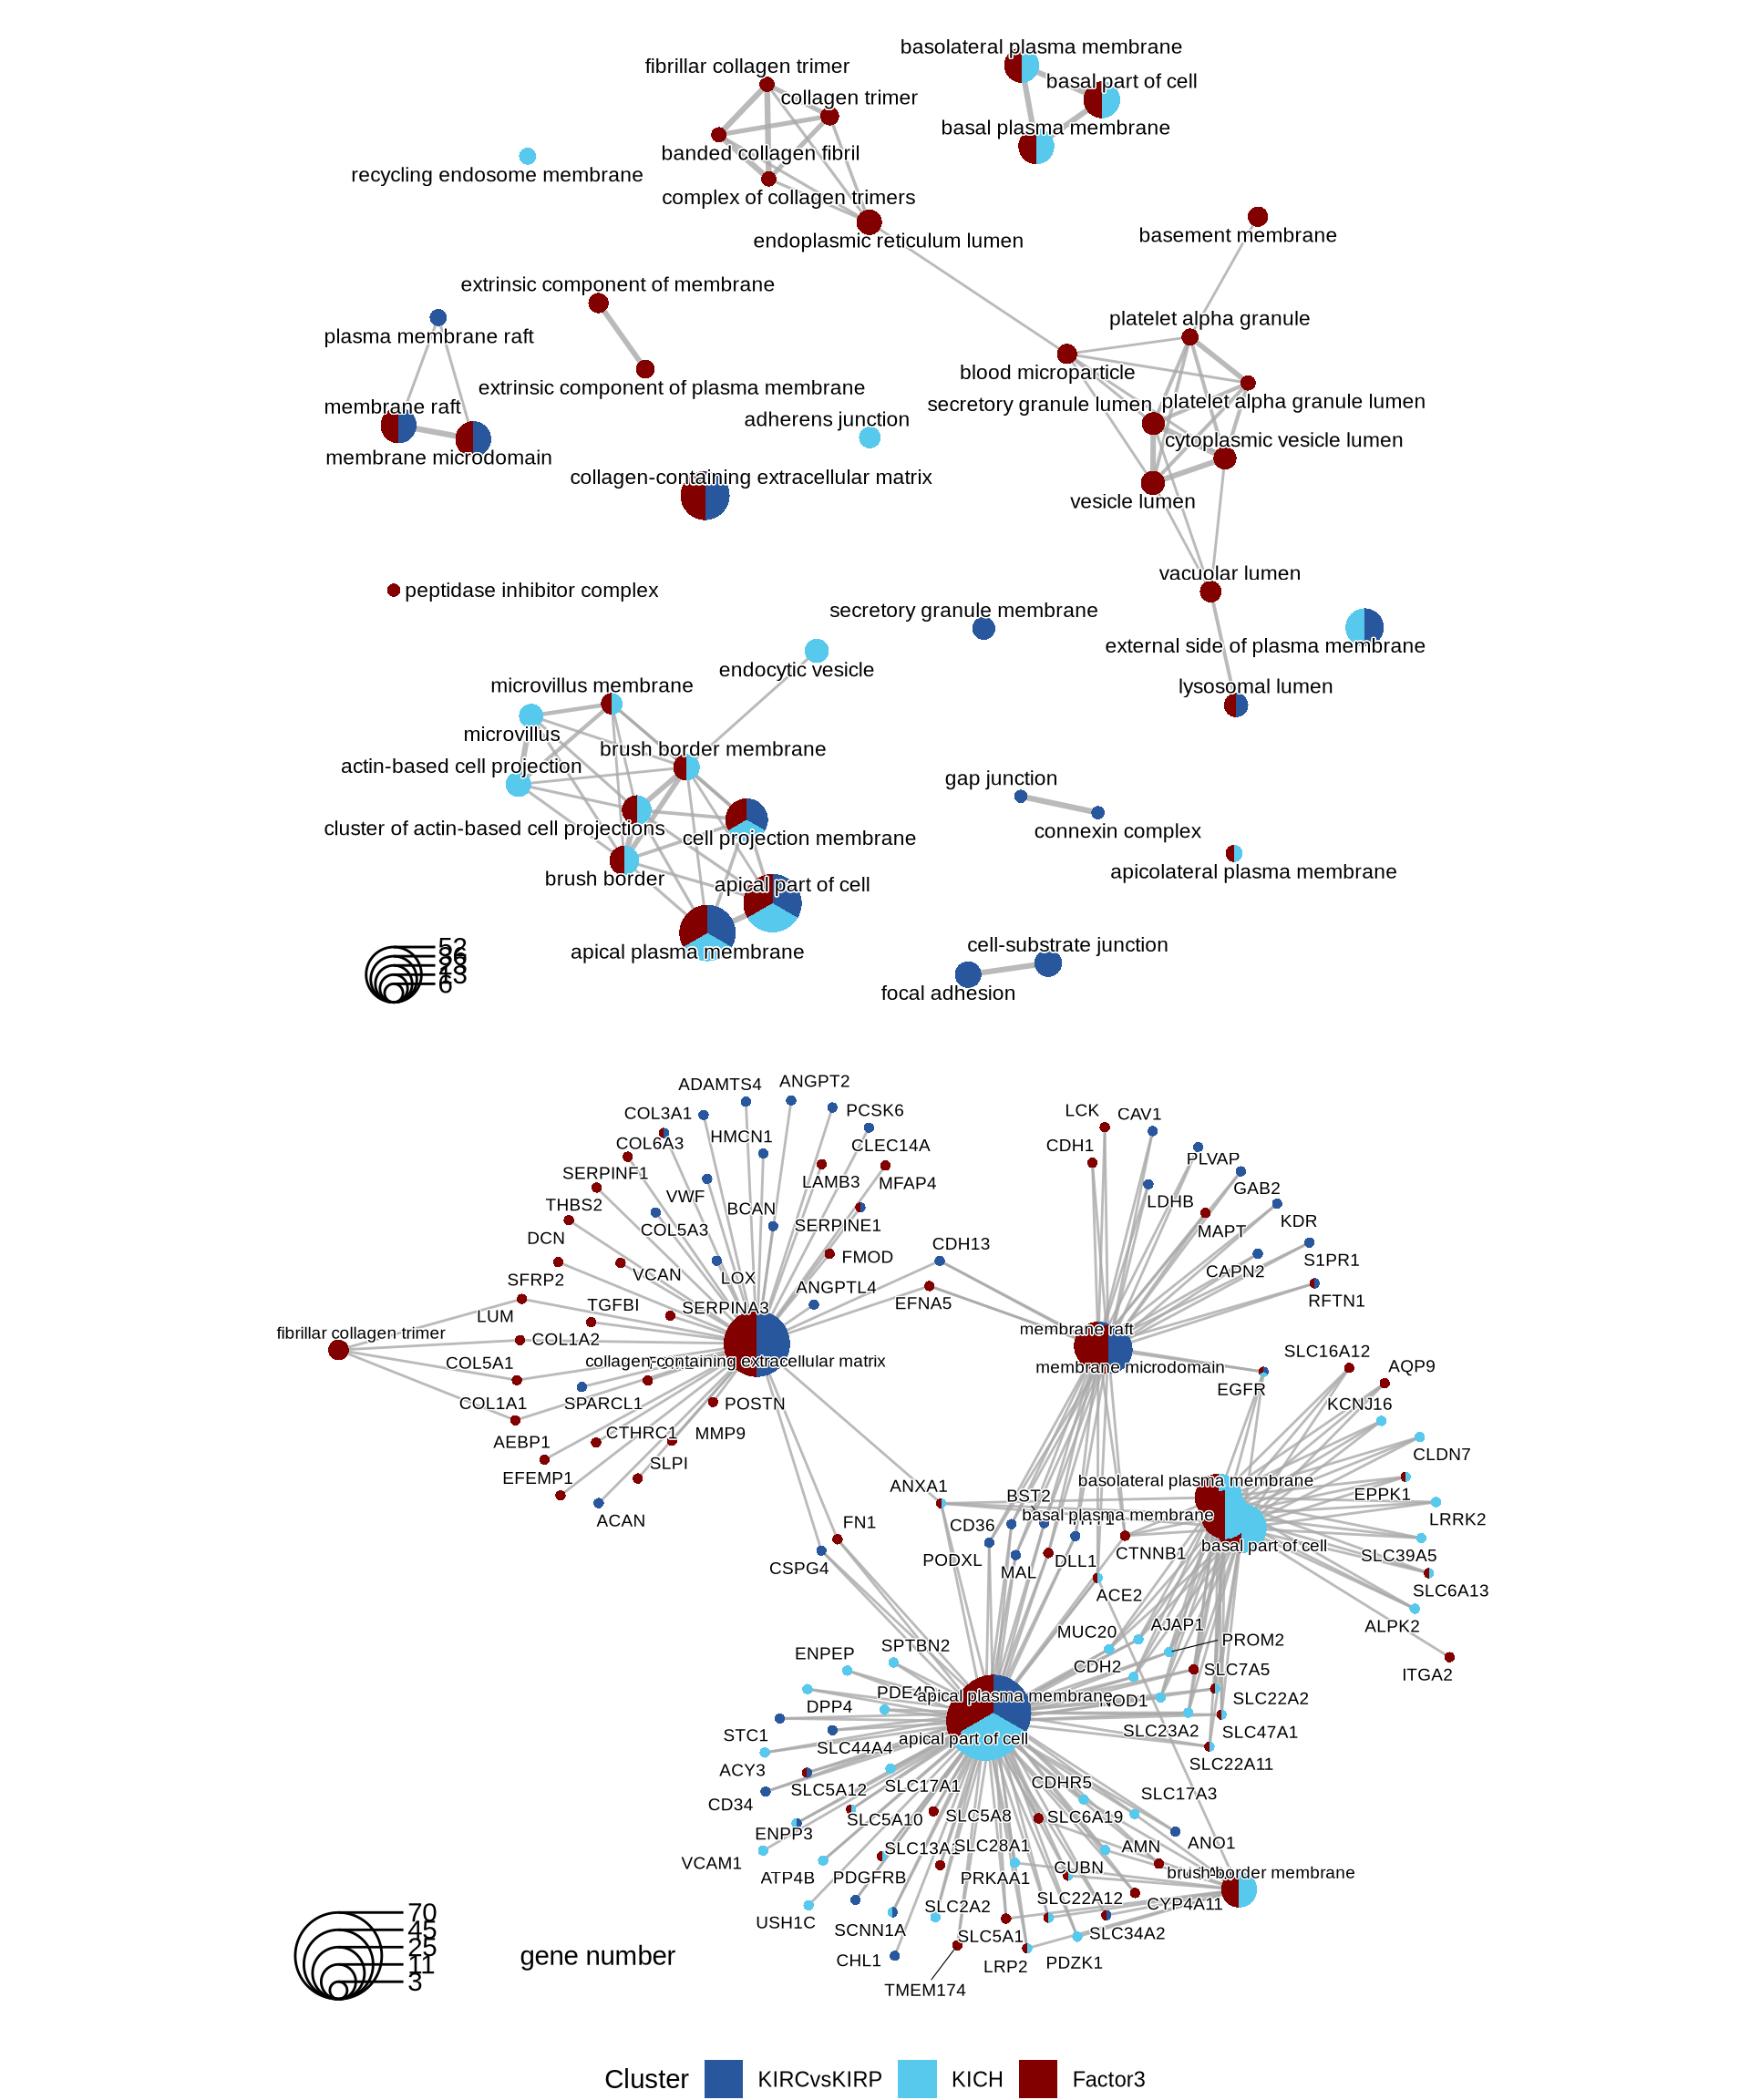 basolateral plasma membrane
fibrillar collagen trimer
basal part of cell
collagen trimer
basal plasma membrane
banded collagen fibril
recycling endosome membrane
complex of collagen trimers
basement membrane
endoplasmic reticulum lumen
extrinsic component of membrane
platelet alpha granule
plasma membrane raft
blood microparticle
extrinsic component of plasma membrane
platelet alpha granule lumen
secretory granule lumen
membrane raft
adherens junction
cytoplasmic vesicle lumen
membrane microdomain
collagen-containing extracellular matrix
vesicle lumen
vacuolar lumen
peptidase inhibitor complex
secretory granule membrane
external side of plasma membrane
endocytic vesicle
microvillus membrane
lysosomal lumen
microvillus
brush border membrane
actin-based cell projection
gap junction
cluster of actin-based cell projections
connexin complex
cell projection membrane
apicolateral plasma membrane
brush border
apical part of cell
cell-substrate junction
apical plasma membrane
focal adhesion
52
36
13
6
ADAMTS4
ANGPT2
COL3A1
PCSK6
LCK
CAV1
COL6A3
HMCN1
CLEC14A
CDH1
PLVAP
SERPINF1
LAMB3
MFAP4
GAB2
THBS2
VWF
BCAN
LDHB
KDR
DCN
COL5A3
SERPINE1
MAPT
CDH13
FMOD
S1PR1
SFRP2
VCAN
LOX
ANGPTL4
CAPN2
LUM
TGFBI
SERPINA3
EFNA5
RFTN1
fibrillar collagen trimer
COL1A2
membrane raft
COL5A1
collagen-containing extracellular matrix
membrane microdomain
SLC16A12
AQP9
EGFR
COL1A1
SPARCL1
POSTN
KCNJ16
AEBP1
CTHRC1
MMP9
CLDN7
EFEMP1
SLPI
ANXA1
BST2
basolateral plasma membrane
EPPK1
ACAN
FN1
CD36
basal plasma membrane
LRRK2
CSPG4
PODXL
MAL
DLL1
CTNNB1
basal part of cell
SLC39A5
ACE2
SLC6A13
MUC20
AJAP1
ALPK2
ENPEP
SPTBN2
PROM2
CDH2
SLC7A5
ITGA2
DPP4
apical plasma membrane
NOD1
SLC22A2
STC1
SLC44A4
apical part of cell
SLC23A2
SLC47A1
ACY3
SLC5A12
SLC17A1
CDHR5
SLC22A11
CD34
SLC5A10
SLC5A8
SLC6A19
SLC17A3
ENPP3
SLC28A1
AMN
ANO1
VCAM1
ATP4B
PDGFRB
PRKAA1
CUBN
brush border membrane
USH1C
SCNN1A
SLC2A2
SLC22A12
CYP4A11
CHL1
SLC5A1
SLC34A2
LRP2
PDZK1
TMEM174
70
45
25
11
3
gene number
Cluster
KIRCvsKIRP
KICH
Factor3